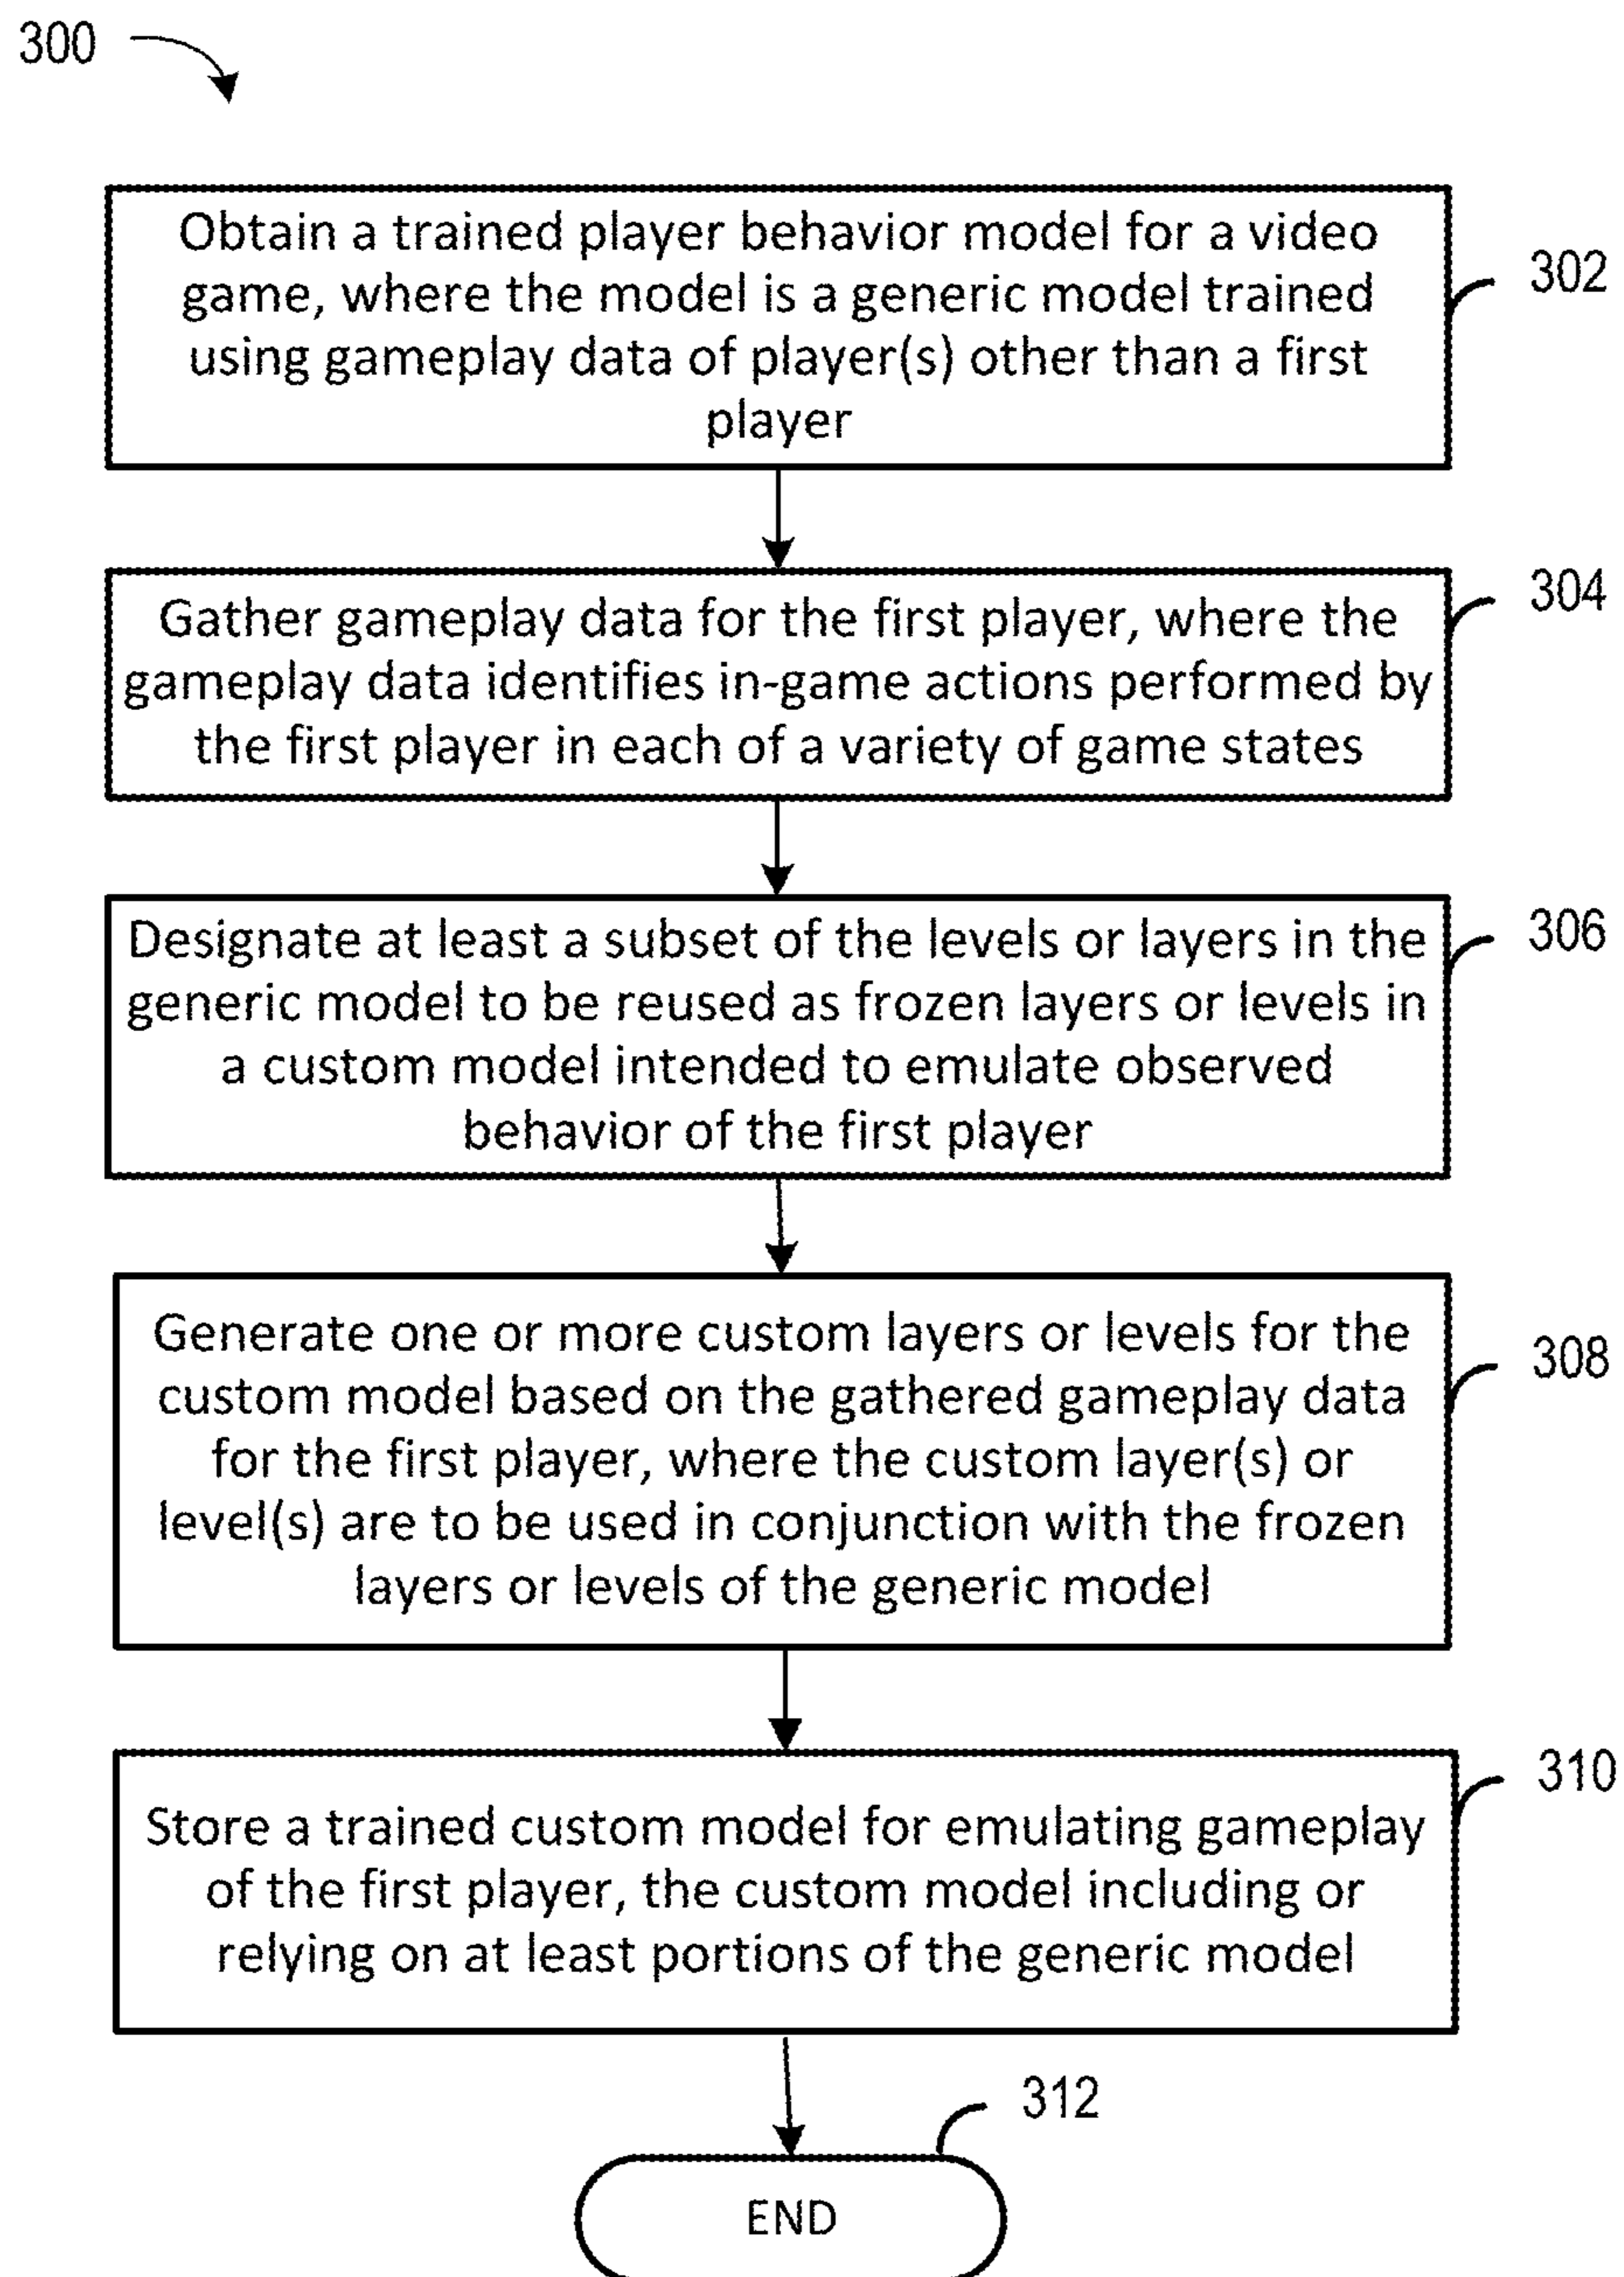 300
Obtain a trained player behavior model for a video
game, where the model is a generic model trained
using gameplay data of player(s) other than a first
player
302
Gather gameplay data for the first player, where the
gameplay data identifies in-game actions performed by
the first player in each of a variety of game states
304
Designate at least a subset of the levels or layers in the
generic model to be reused as frozen layers or levels in
a custom model intended to emulate observed
behavior of the first player
306
Generate one or more custom layers or levels for the
custom model based on the gathered gameplay data
for the first player, where the custom layer(s) or
level(s) are to be used in conjunction with the frozen
layers or levels of the generic model
308
Store a trained custom model for emulating gameplay
of the first player, the custom model including or
relying on at least portions of the generic model
310
312
END